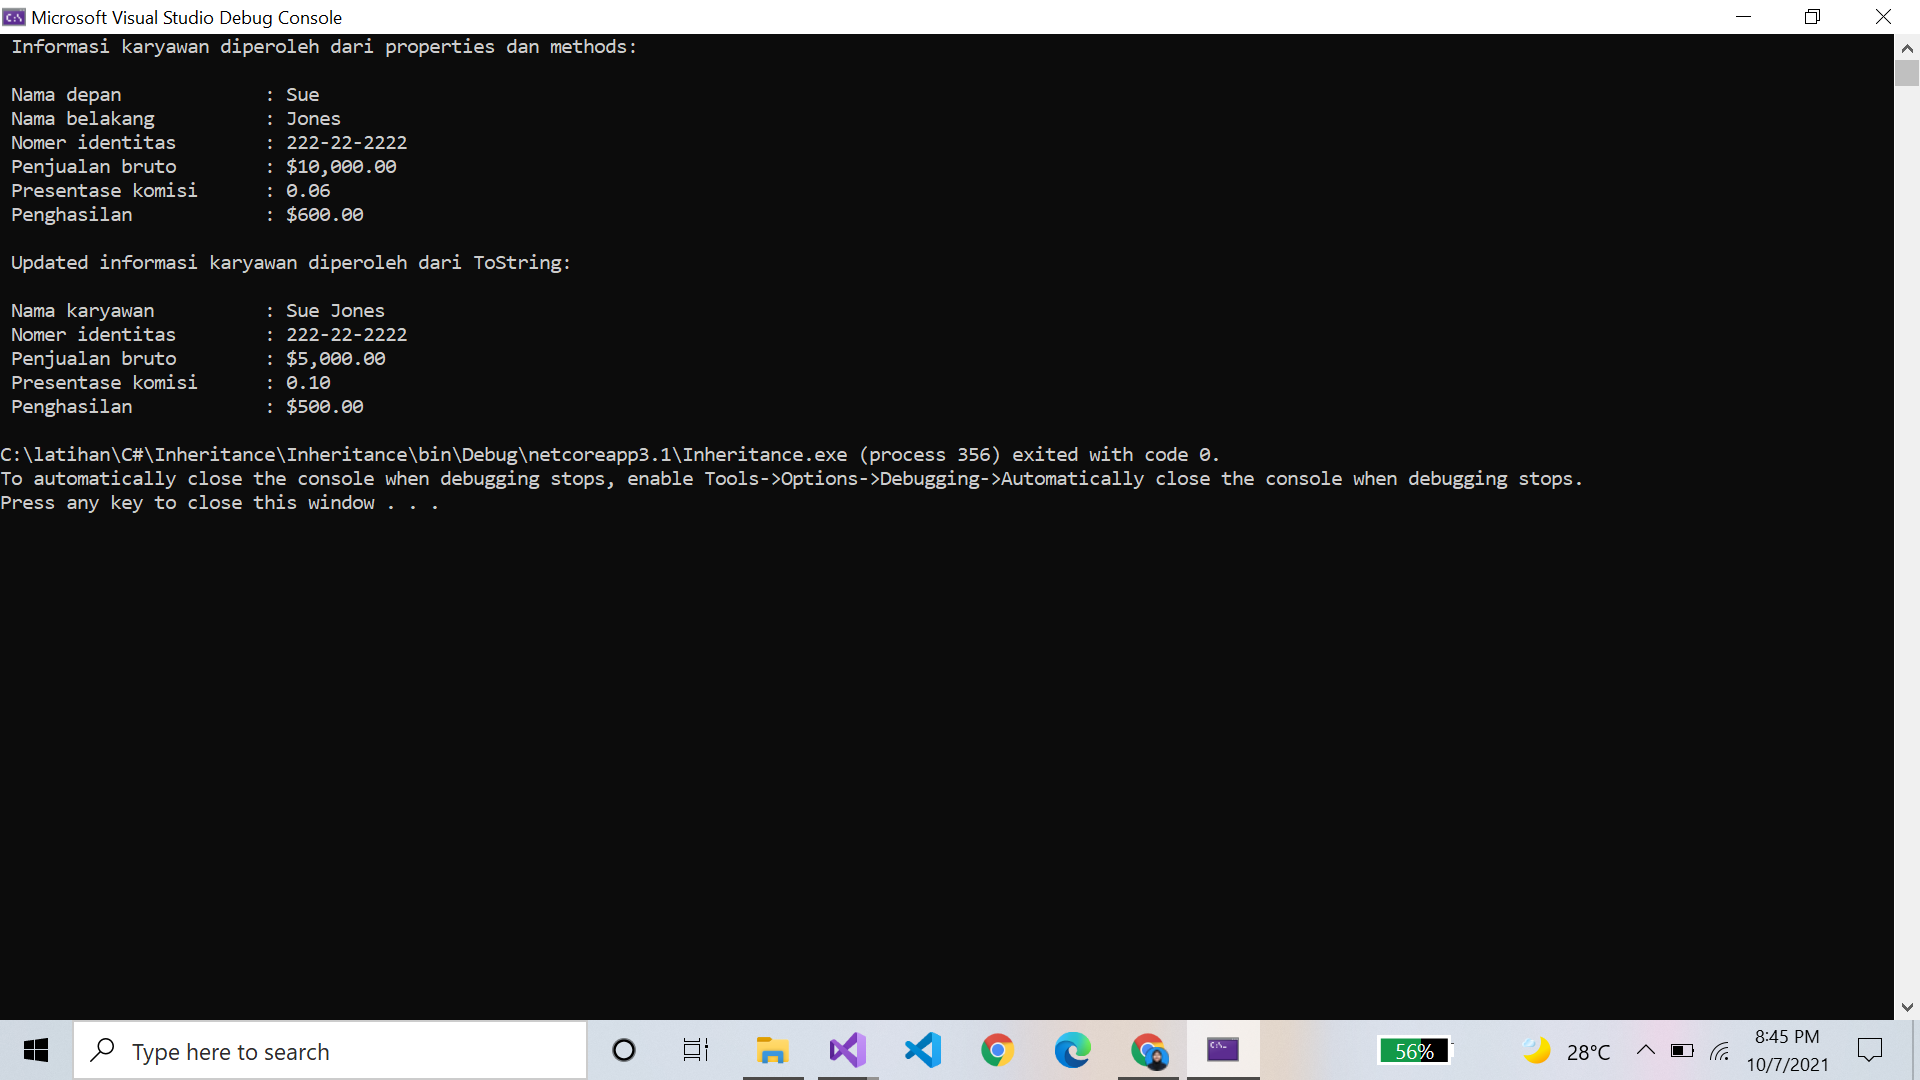 Microsoft Visual Studio Debug Console
Informasi karyawan diperoleh dari properties dan methods:
Nama depan : Sue
Nama belakang : Jones
Nomer identitas : 222-22-2222
Penjualan bruto : $10,000.00
Presentase komisi : 0.06
Penghasilan : $600.00
Updated informasi karyawan diperoleh dari ToString:
Nama karyawan : Sue Jones
Nomer identitas : 222-22-2222
Penjualan bruto : $5,000.00
Presentase komisi : 0.10
Penghasilan : $500.00
C:\latihan\C#\Inheritance\Inheritance\bin\Debug\netcoreapp3.1\Inheritance.exe (process 356) exited with code 0.
To automatically close the console when debugging stops, enable Tools->Options->Debugging->Automatically close the console when debugging stops.
Press any key to close this window . . .
Type here to search
56%
28°C
8:45 PM
10/7/2021